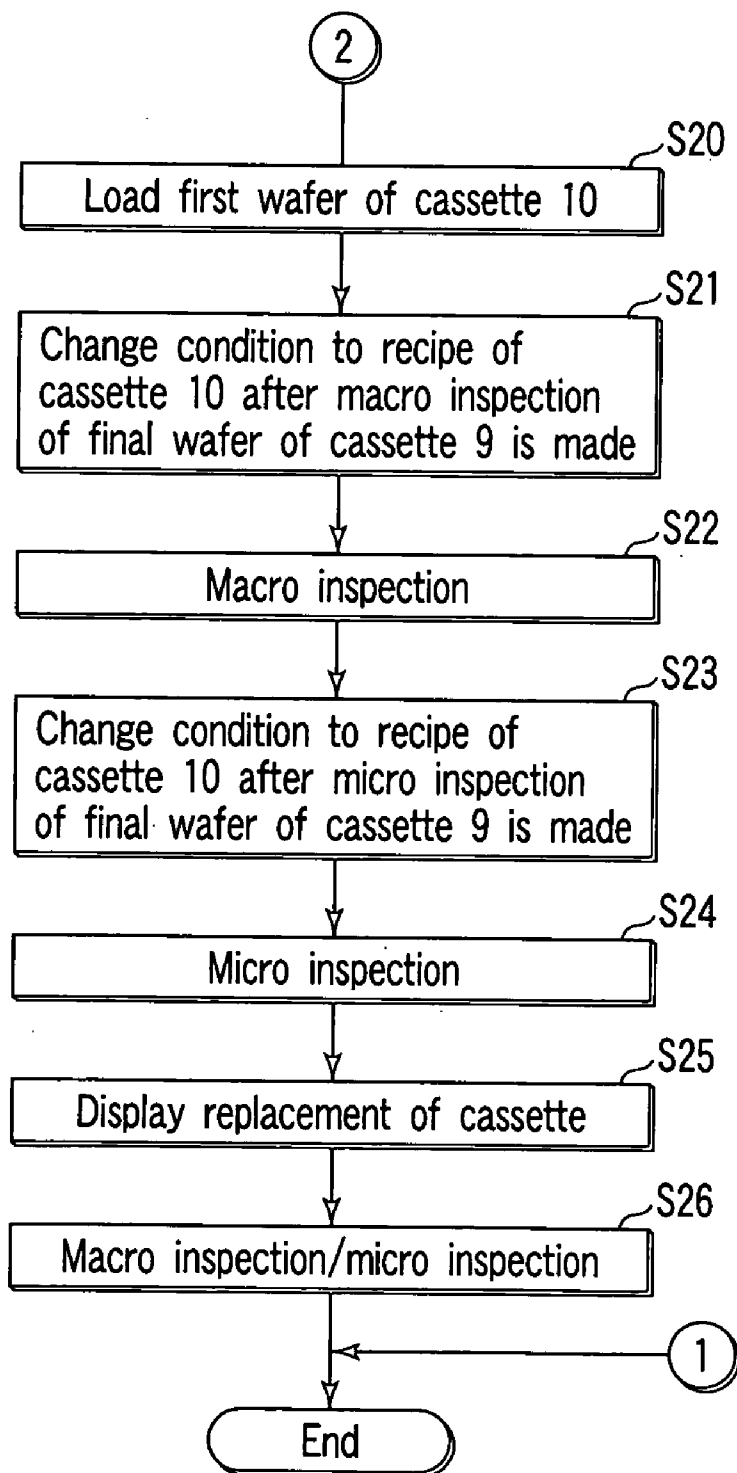 2
S20
Load first wafer of cassette 10
S21
Change condition to recipe of
cassette 10 after macro inspection
of final wafer of cassette 9 is made
S22
Macro inspection
S23
Change condition to recipe of
cassette 10 after micro inspection
of final wafer of cassette 9 is made
S24
Micro inspection
S25
Display replacement of cassette
S26
Macro inspection/micro inspection
1
End